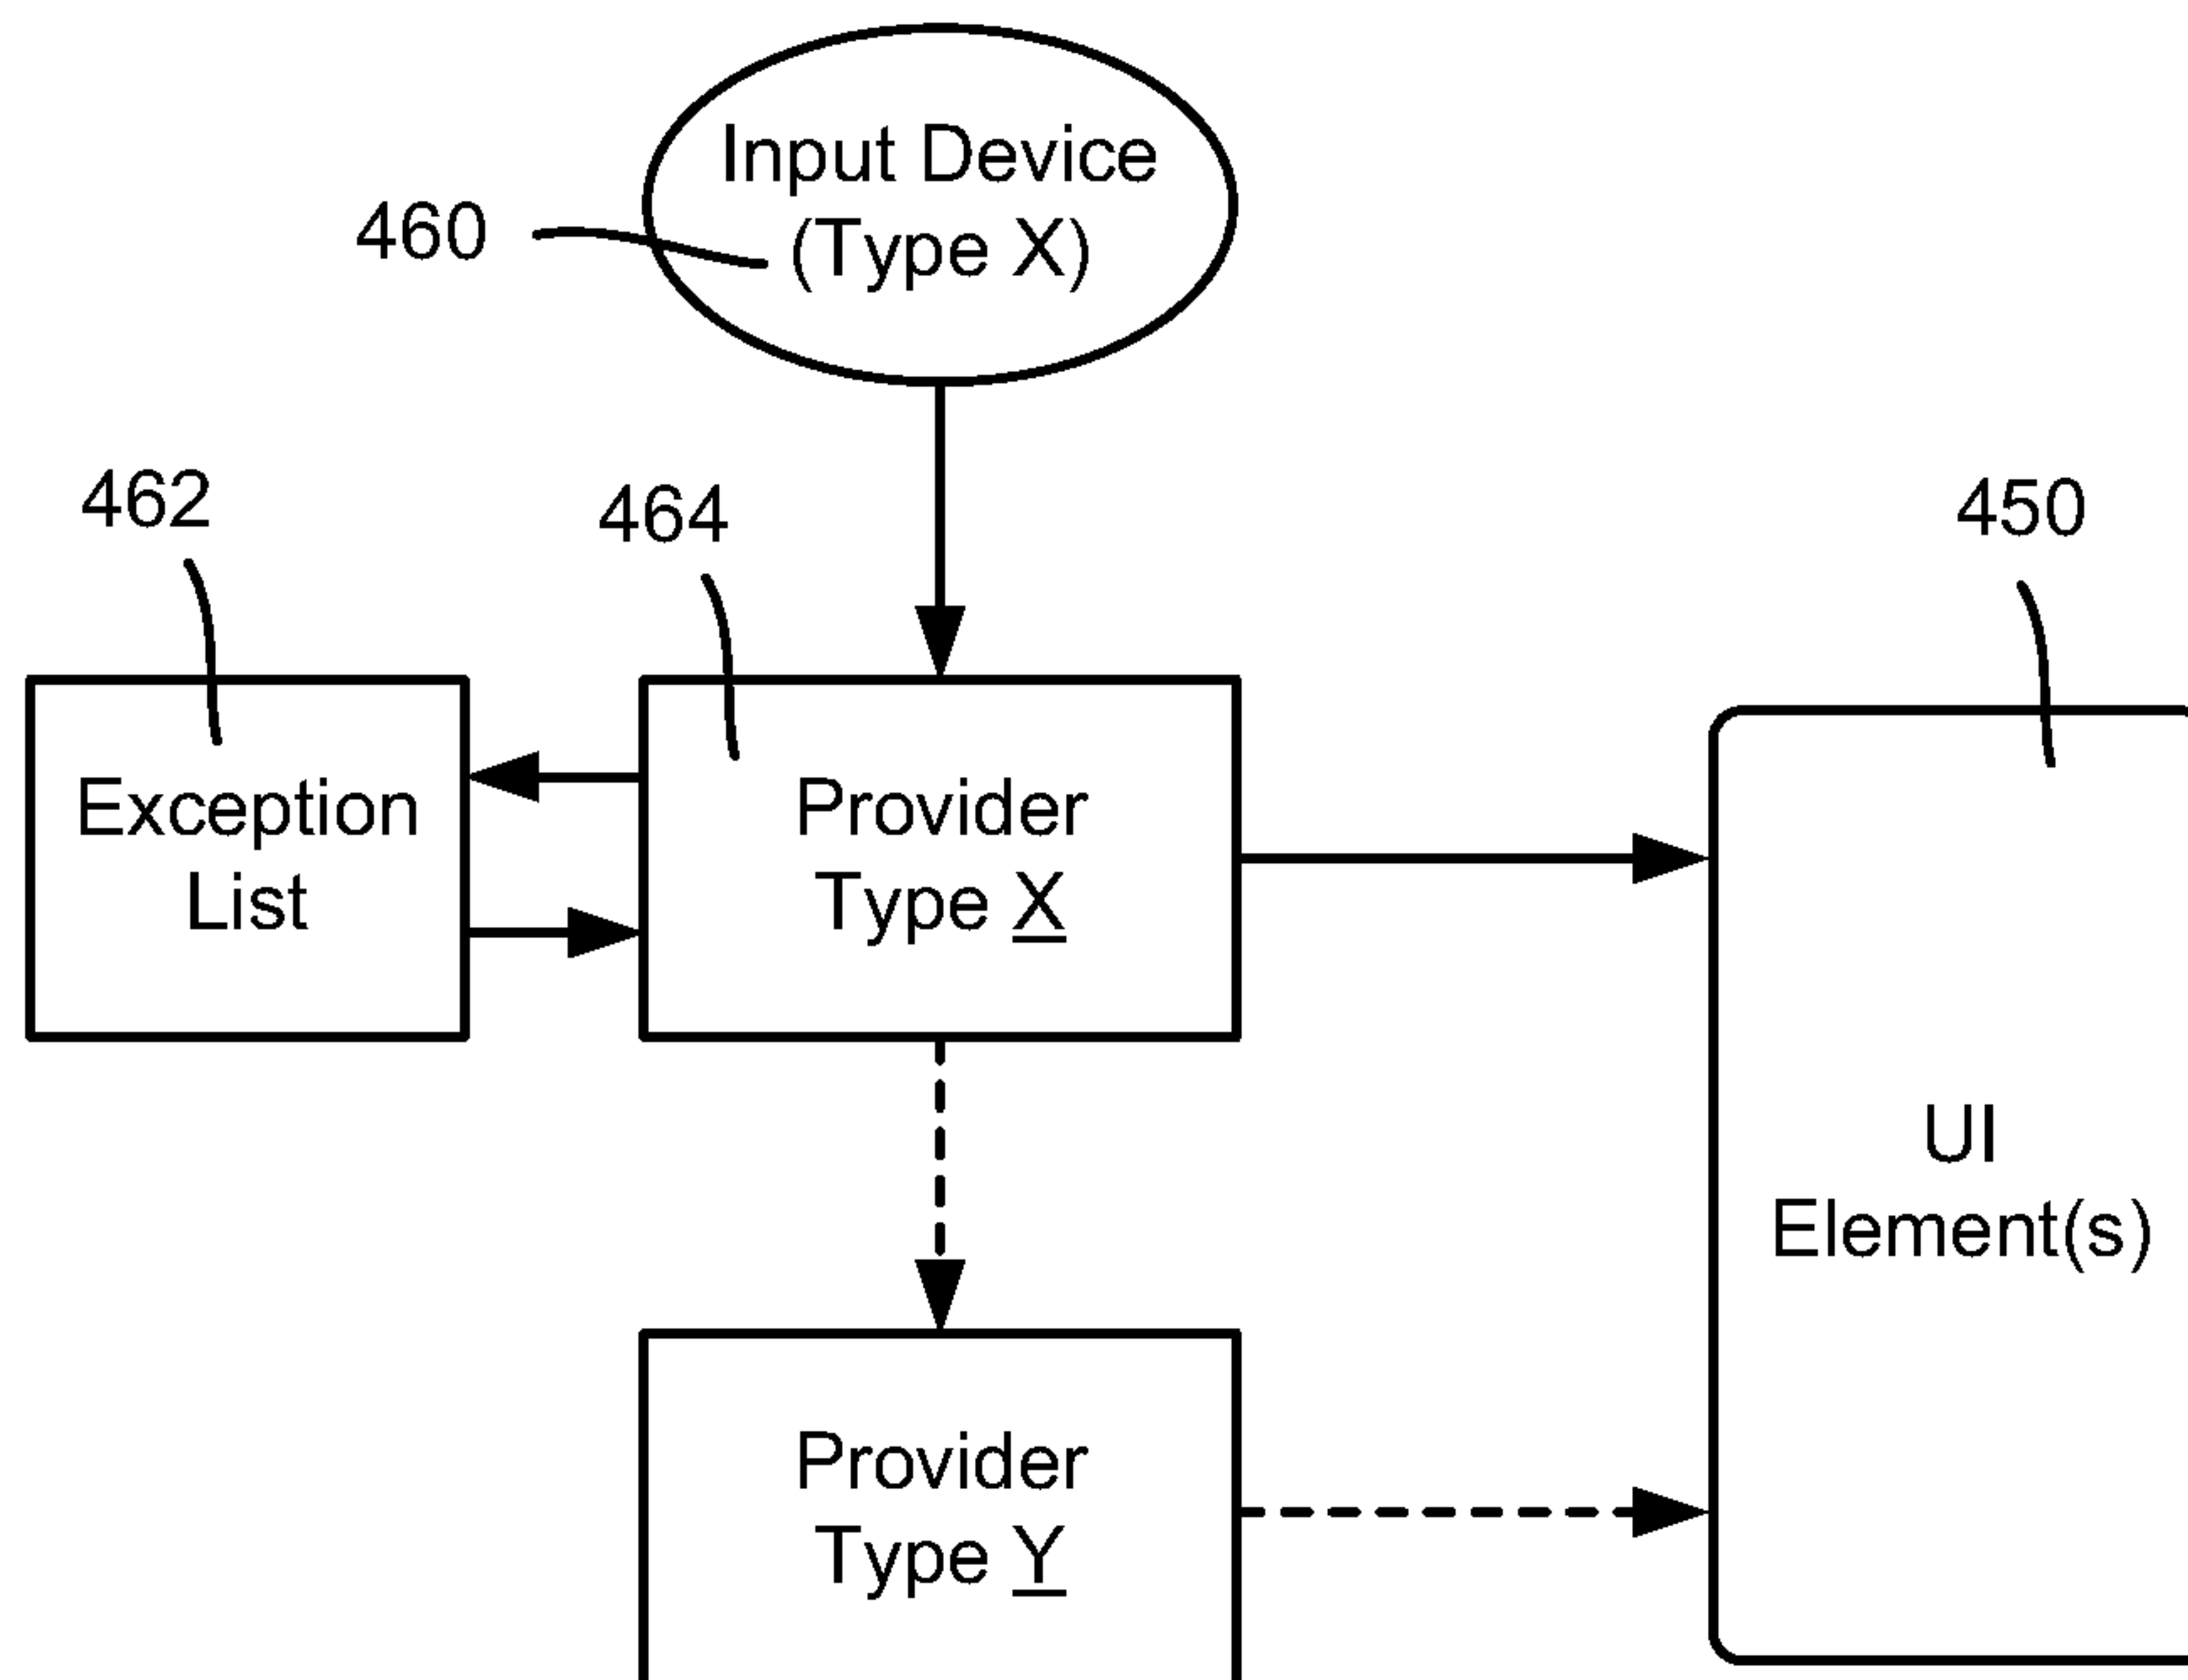 Input Device
(Type X)
460
462
464
450
Exception
List
Provider
Type X
UI
Element(s)
Provider
Type Y